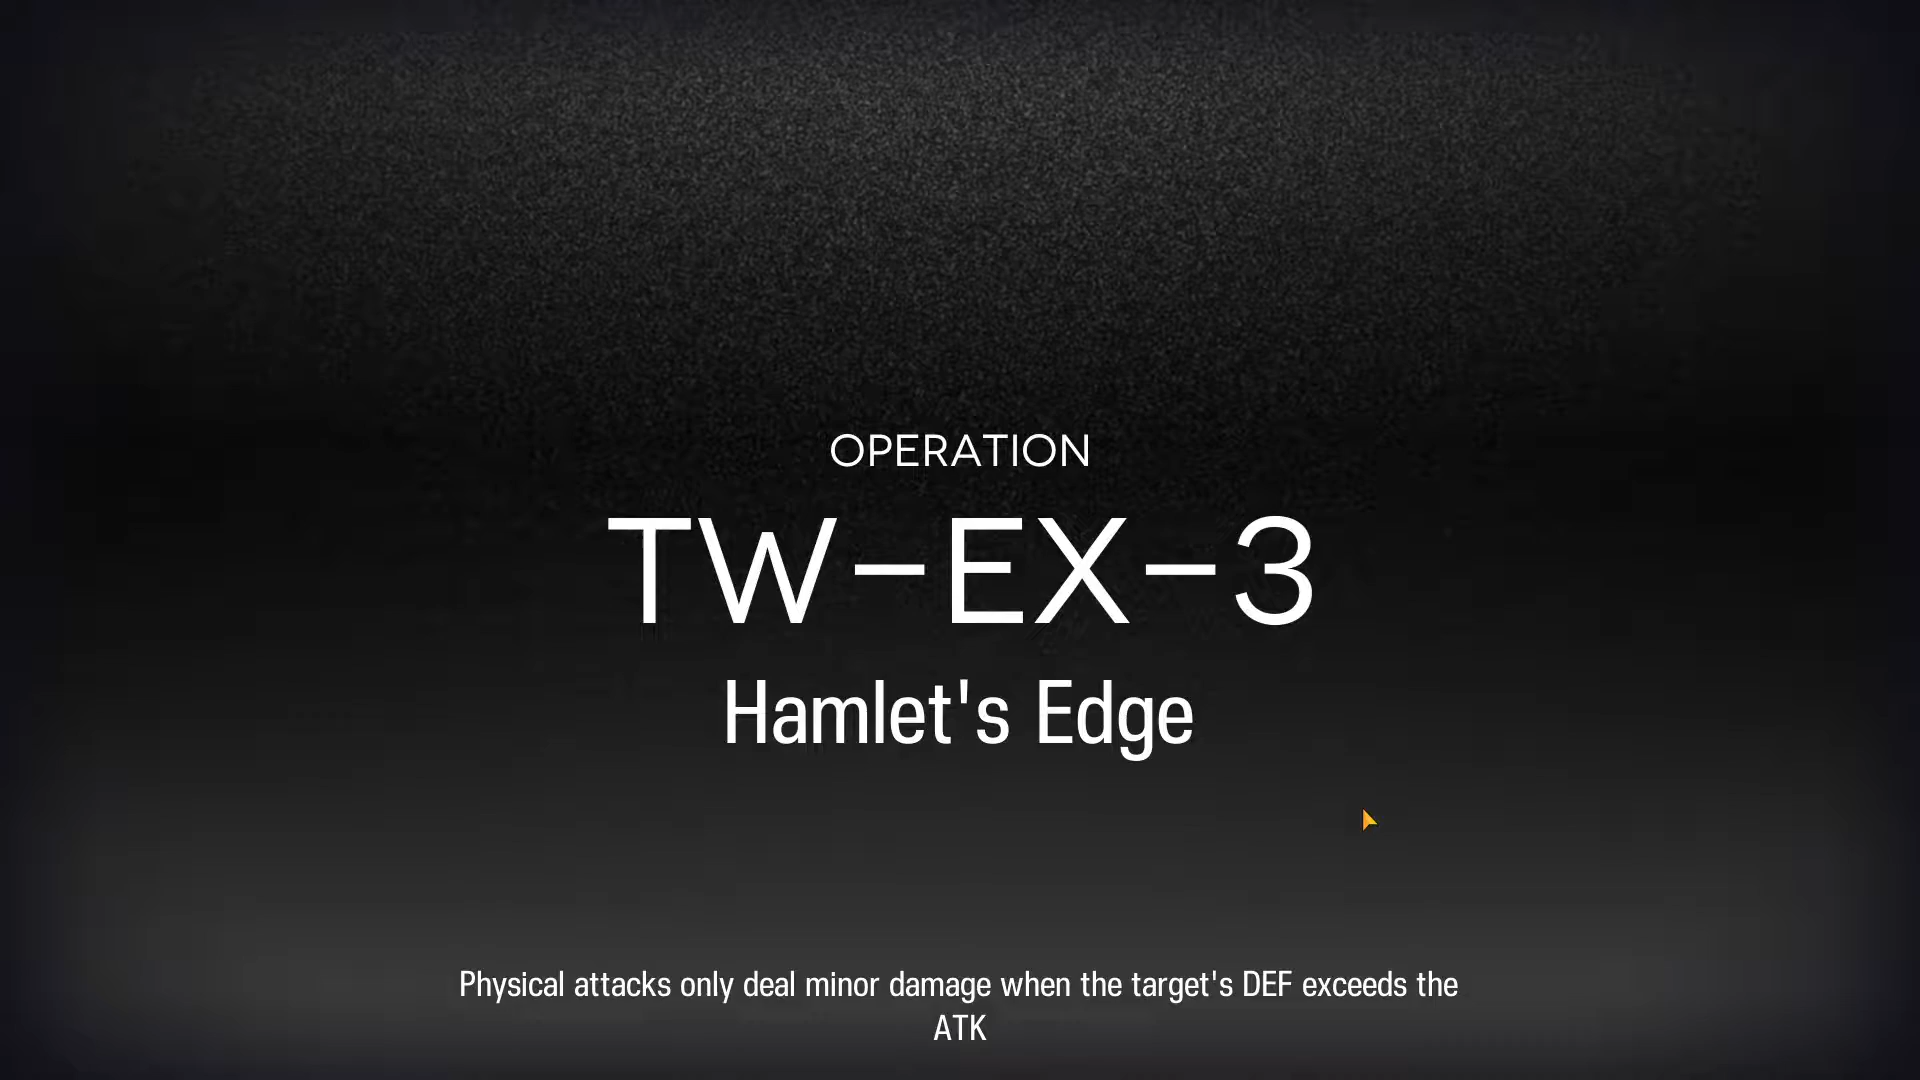 OPERATION
TW-EX-3
Hamlet's Edge
Physical attacks only deal minor damage when the target's DEF exceeds the
ATK